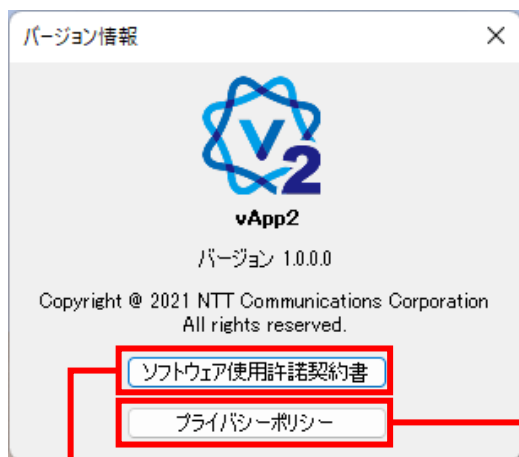 バージョン情報
V2
vApp2
バージョン 1.0.0.0
Copyright @ 2021 NTT Communications Corporation
All rights reserved.
ソフトウェア使用許諾契約書
プライバシーポリシー